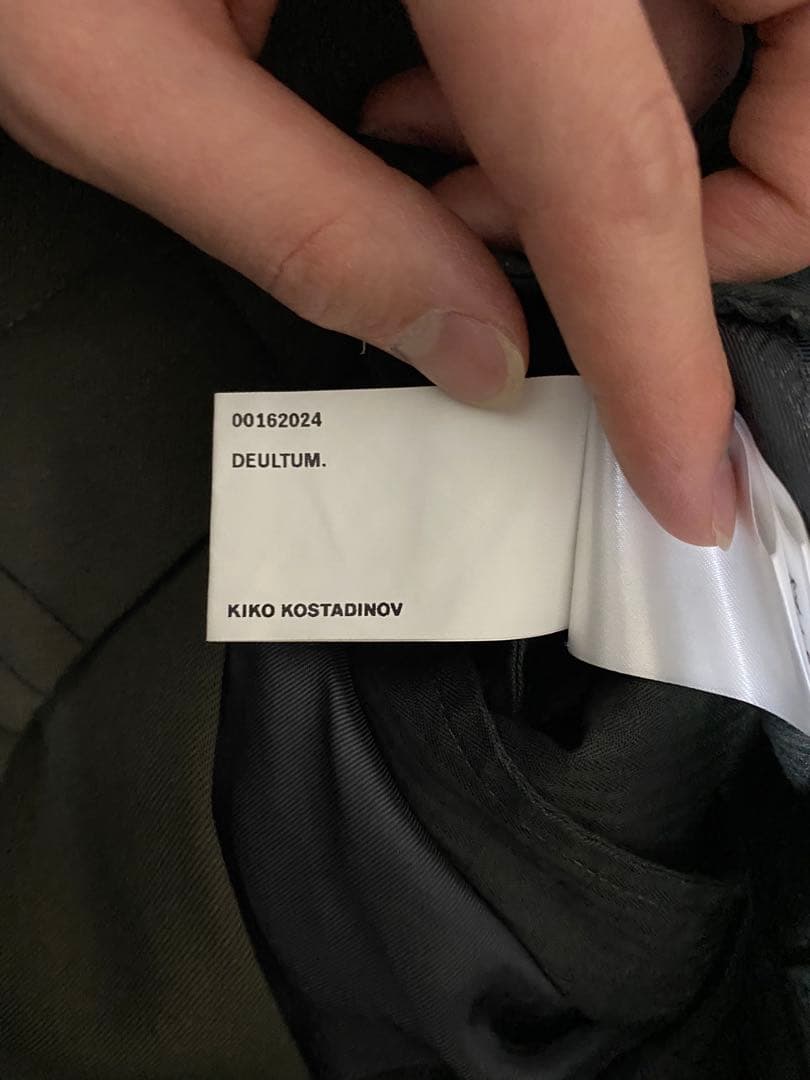 00162024
DEULTUM.
KIKO KOSTADINOV